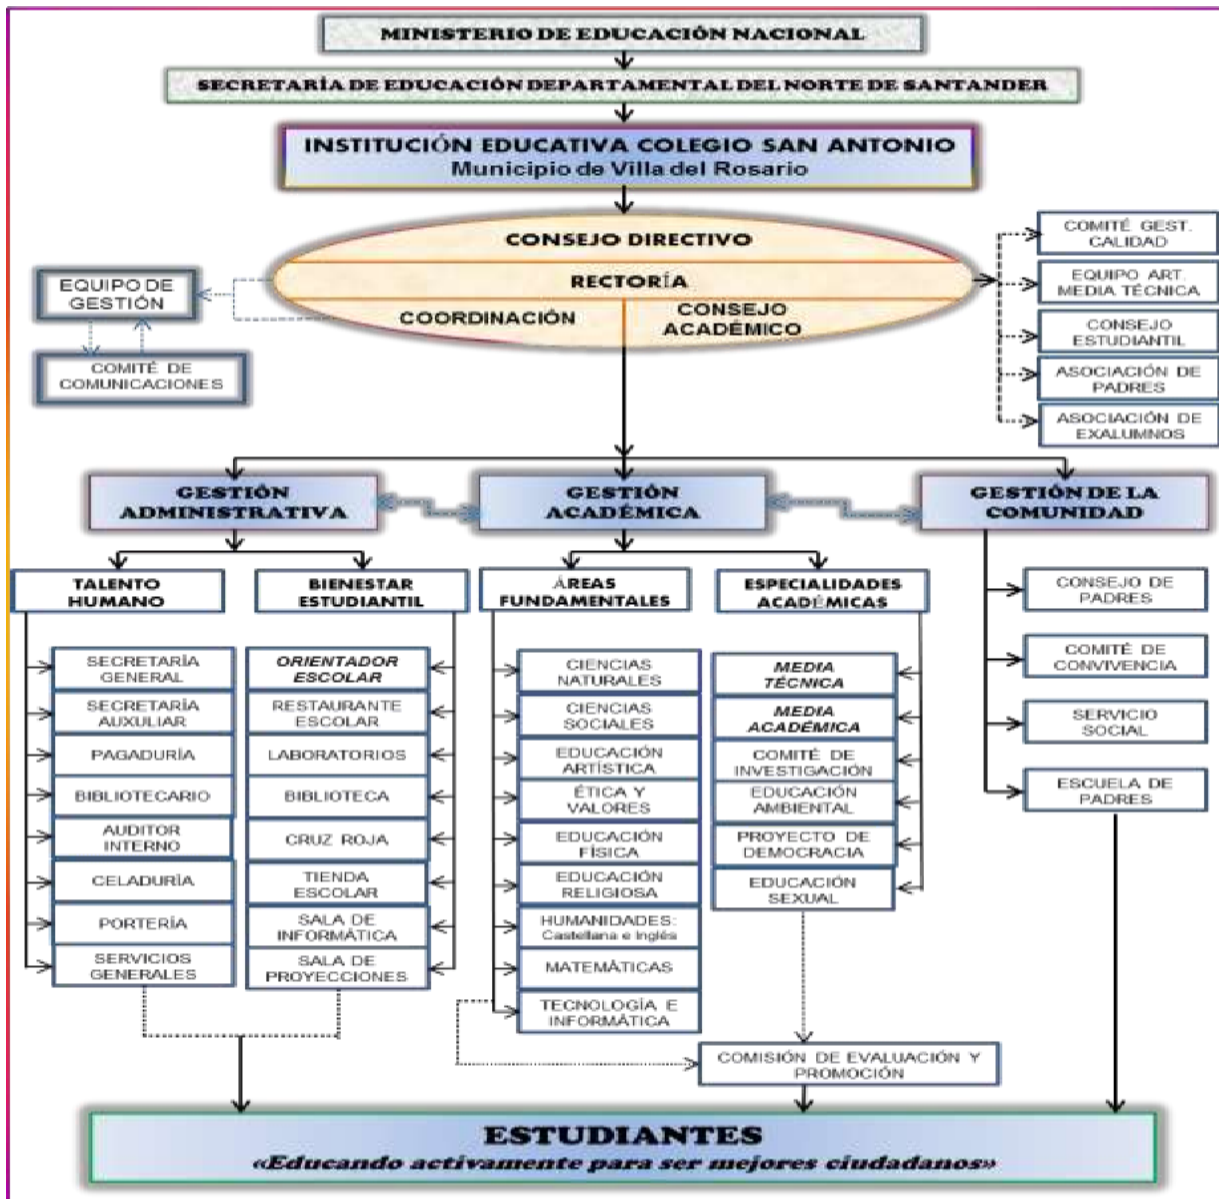 MINISTERIO DE EDUCACIÓN NACIONAL
SECRETARÍA DE EDUCACIÓN DEPARTAMENTAL DEL NORTE DE SANTANDER
INSTITUCIÓN EDUCATIVA COLEGIO SAN ANTONIO
Municipio de Villa del Rosario
CONSEJO DIRECTIVO
RECTORÍA
COORDINACIÓN
CONSEJO
ACADÉMICO
EQUIPO DE
GESTIÓN
COMITÉ DE
COMUNICACIONES
COMITÉ GEST.
CALIDAD
EQUIPO ART.
MEDIA TÉCNICA
CONSEJO
ESTUDIANTIL
ASOCIACIÓN DE
PADRES
ASOCIACIÓN DE
EXALUMNOS
GESTIÓN
ADMINISTRATIVA
GESTIÓN
ACADÉMICA
GESTIÓN DE LA
COMUNIDAD
TALENTO
HUMANO
BIENESTAR
ESTUDIANTIL
ÁREAS
FUNDAMENTALES
ESPECIALIDADES
ACADÉMICAS
SECRETARÍA
GENERAL
SECRETARÍA
AUXULIAR
PAGADURÍA
BIBLIOTECARIO
AUDITOR
INTERNO
CELADURÍA
PORTERÍA
SERVICIOS
GENERALES
ORIENTADOR
ESCOLAR
RESTAURANTE
ESCOLAR
LABORATORIOS
BIBLIOTECA
CRUZ ROJA
TIENDA
ESCOLAR
SALA DE
INFORMÁTICA
SALA DE
PROYECCIONES
CIENCIAS
NATURALES
CIENCIAS
SOCIALES
EDUCACIÓN
ARTÍSTICA
ÉTICA Y
VALORES
EDUCACIÓN
FÍSICA
EDUCACIÓN
RELIGIOSA
HUMANIDADES:
Castellana e Inglés
MATEMÁTICAS
TECNOLOGÍA E
INFORMÁTICA
MEDIA
TÉCNICA
MEDIA
ACADÉMICA
COMITÉ DE
INVESTIGACIÓN
EDUCACIÓN
AMBIENTAL
PROYECTO DE
DEMOCRACIA
EDUCACIÓN
SEXUAL
COMISIÓN DE EVALUACIÓN Y
PROMOCIÓN
CONSEJO DE
PADRES
COMITÉ DE
CONVIVENCIA
SERVICIO
SOCIAL
ESCUELA DE
PADRES
ESTUDIANTES
«Educando activamente para ser mejores ciudadanos»